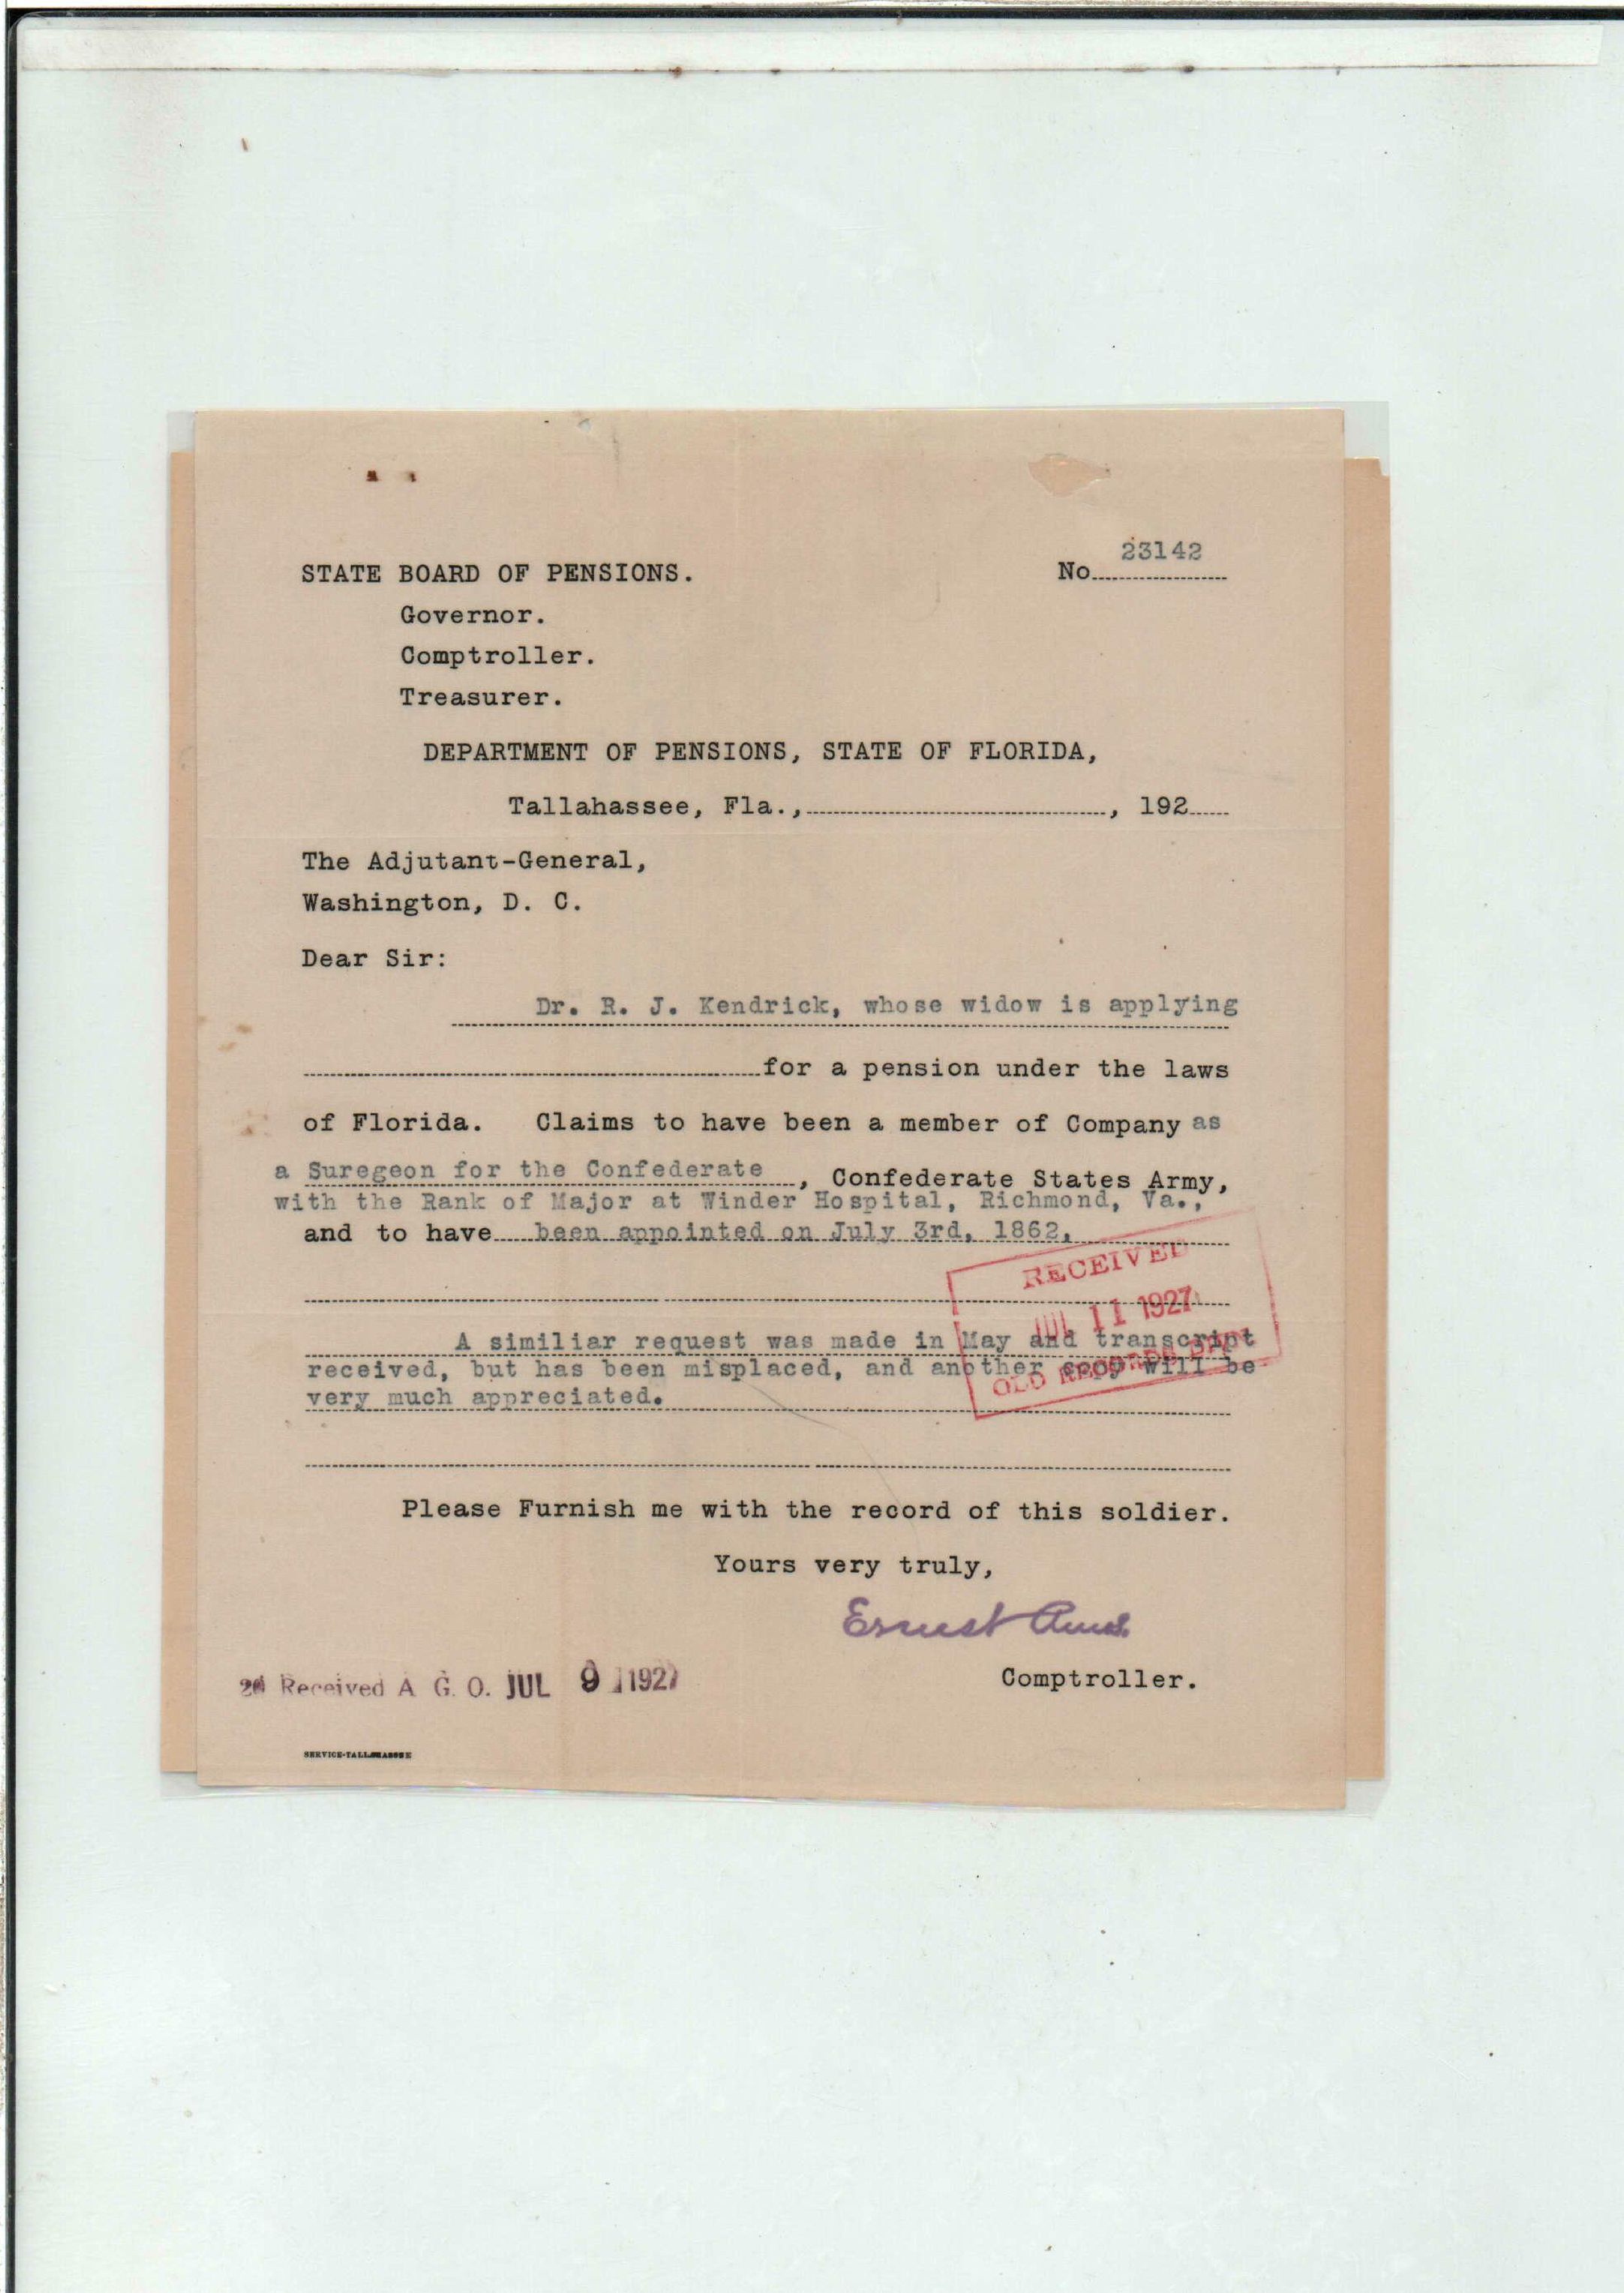 23142
STATE BOARD OF PENSIONS. No
Governor.
Comptroller.
Treasurer.
DEPARTMENT OF PENSIONS, STATE OF FLORIDA,
Tallahassee, Fla., , 192
The Adjutant-General,
Washington, D. C.
Dear Sir:
Dr. R. J. Kendrick, whose widow is applying
for a pension under the laws
of Florida. Claims to have been a member of Company as
a Suregeon for the Confederate , Confederate States Army,
with the Rank of Major at Winder Hospital, Richmond, Va.,
and to have been appointed on July 3rd, 1862,
RECEIVED
JUL 11 1927
A similiar request was made in May and transcript
received, but has been misplaced, and another copy will be
OLD RECORDS DIV
very much appreciated.
Please Furnish me with the record of this soldier.
Yours very truly,
Ernest Amos
Comptroller.
Received A. G. O. JUL 9 1927
SERVICE-TALLAHASSEE